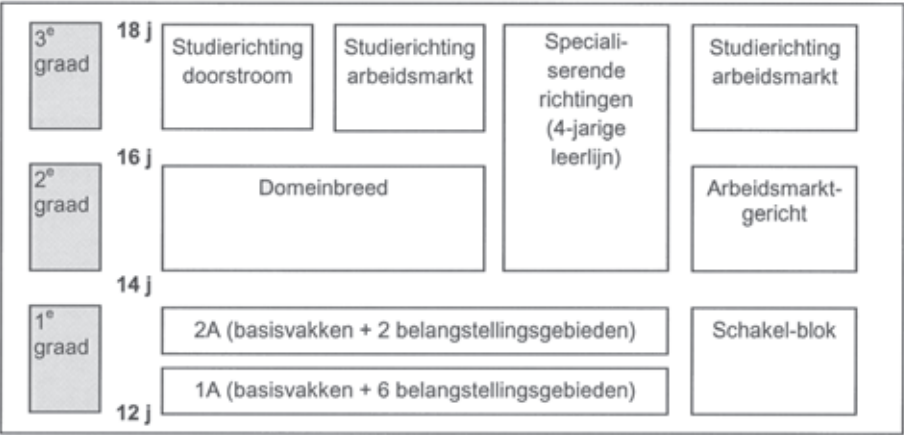 3e
graad
18 j
Studierichting
doorstroom
Studierichting
arbeidsmarkt
Speciali-
serende
richtingen
(4-jarige
leerlijn)
Studierichting
arbeidsmarkt
16 j
2e
graad
Domeinbreed
Arbeidsmarkt-
gericht
14 j
1e
graad
2A (basisvakken + 2 belangstellingsgebieden)
Schakel-blok
1A (basisvakken + 6 belangstellingsgebieden)
12 j